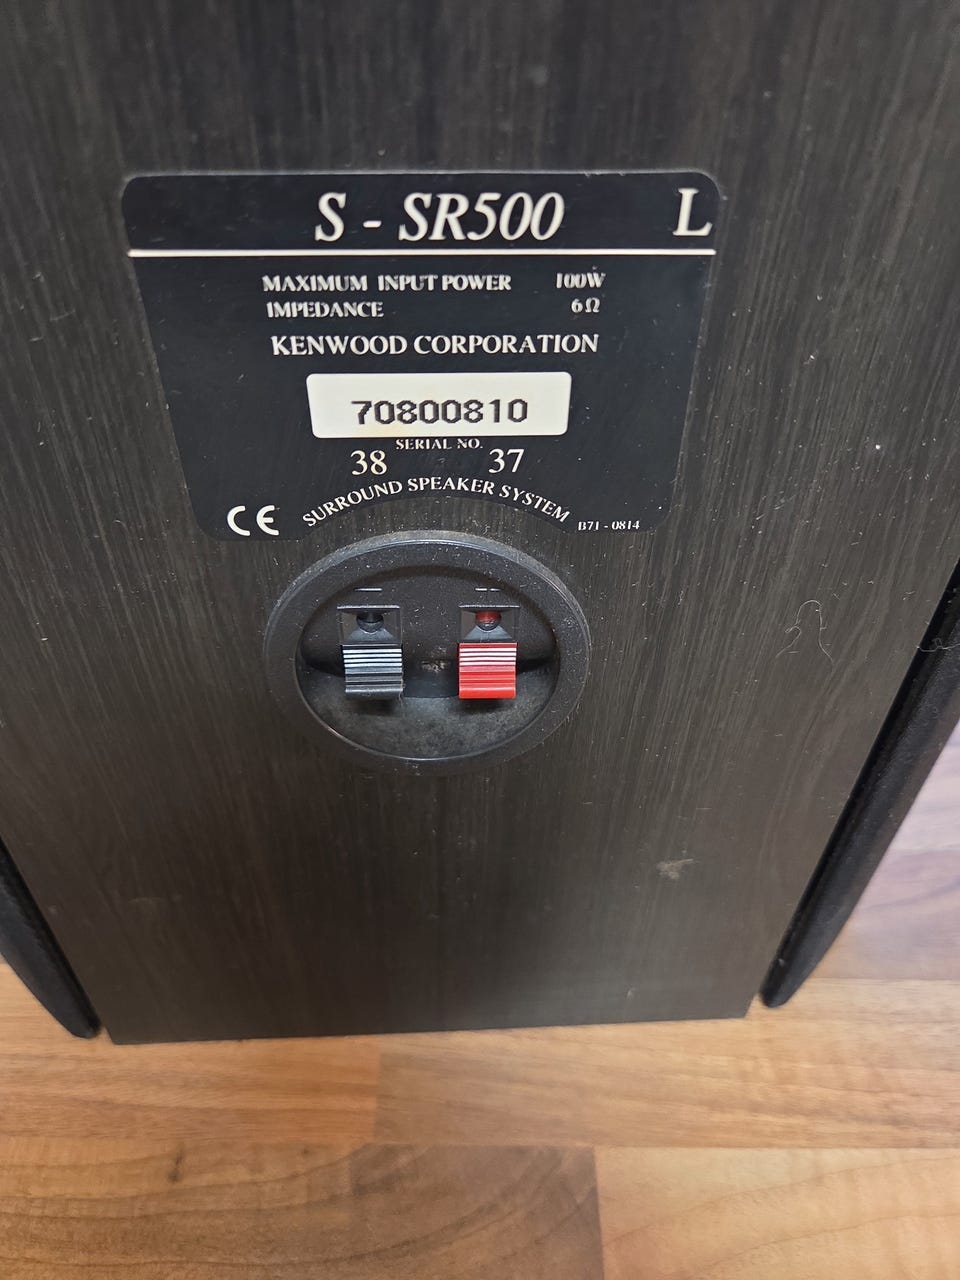 S - SR500 L
MAXIMUM INPUT POWER 100W
IMPEDANCE 6Ω
KENWOOD CORPORATION
70800810
SERIAL NO.
38 37
SURROUND SPEAKER SYSTEM
CE B71 - 0814